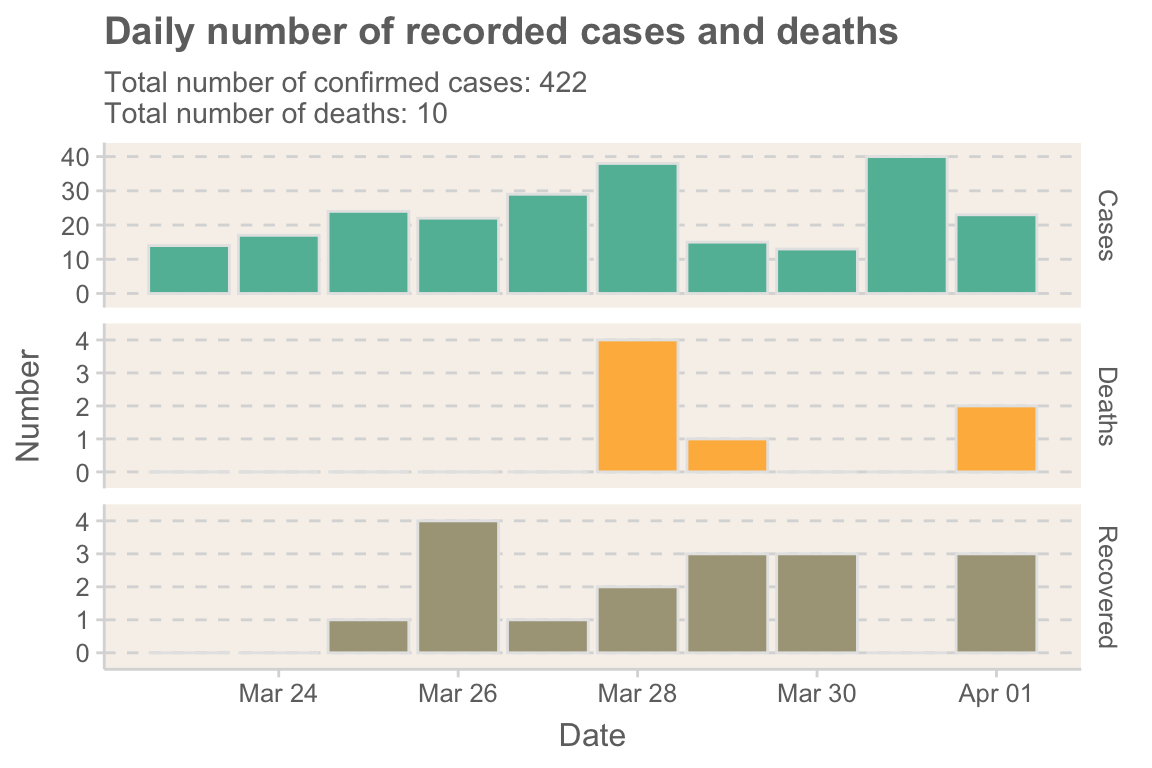 Daily number of recorded cases and deaths
Total number of confirmed cases: 422
Total number of deaths: 10
40
30
20
10
0
Cases
4
3
2
1
0
Deaths
Number
4
3
2
1
0
Recovered
Mar 24 Mar 26 Mar 28 Mar 30 Apr 01
Date